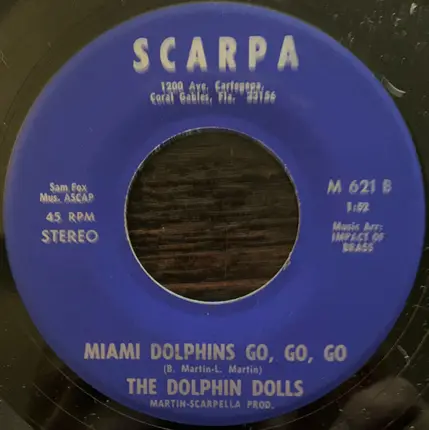 SCARPA
1200 Ave. Cartegena,
Coral Gables, Fla. 33156
Sam Fox
Mus. ASCAP
45 RPM
STEREO
M 621 B
1:52
Music Arr:
IMPACT OF
BRASS
MIAMI DOLPHINS GO, GO, GO
(B. Martin-L. Martin)
THE DOLPHIN DOLLS
MARTIN-SCARPELLA PROD.